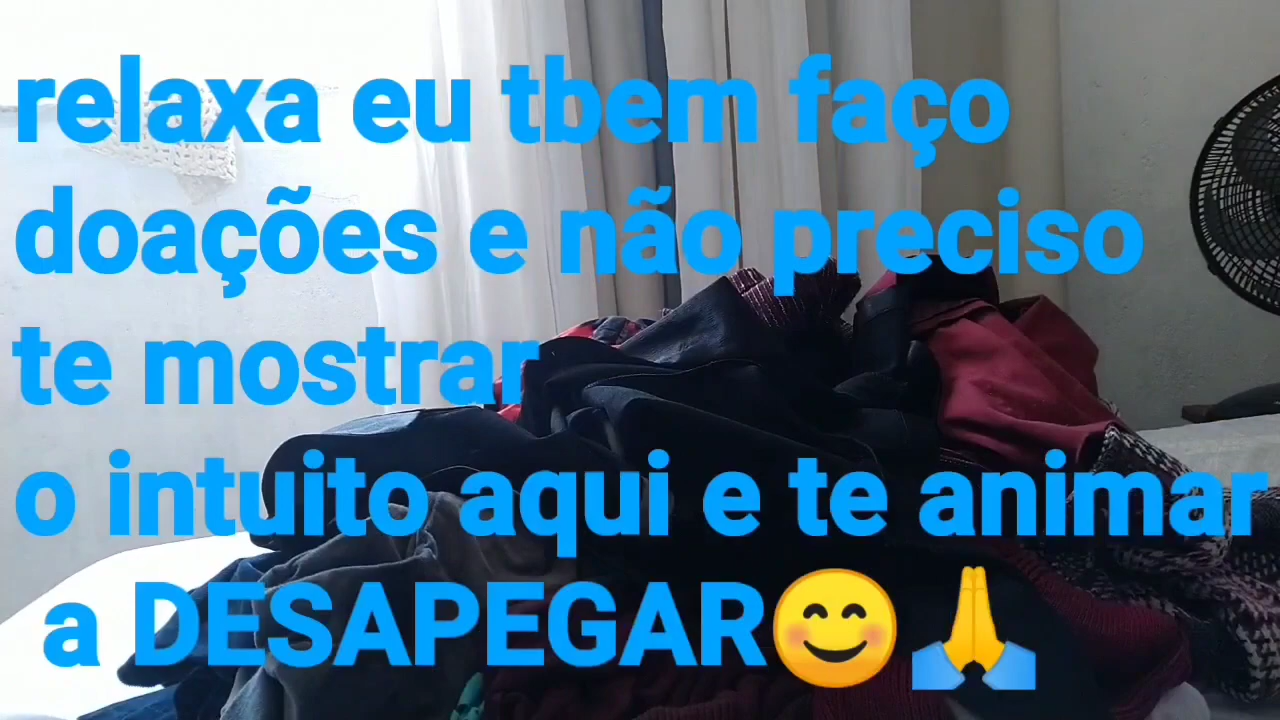 relaxa eu tbem faço
doações e não preciso
te mostrar
o intuito aqui e te animar
a DESAPEGAR😊🙏